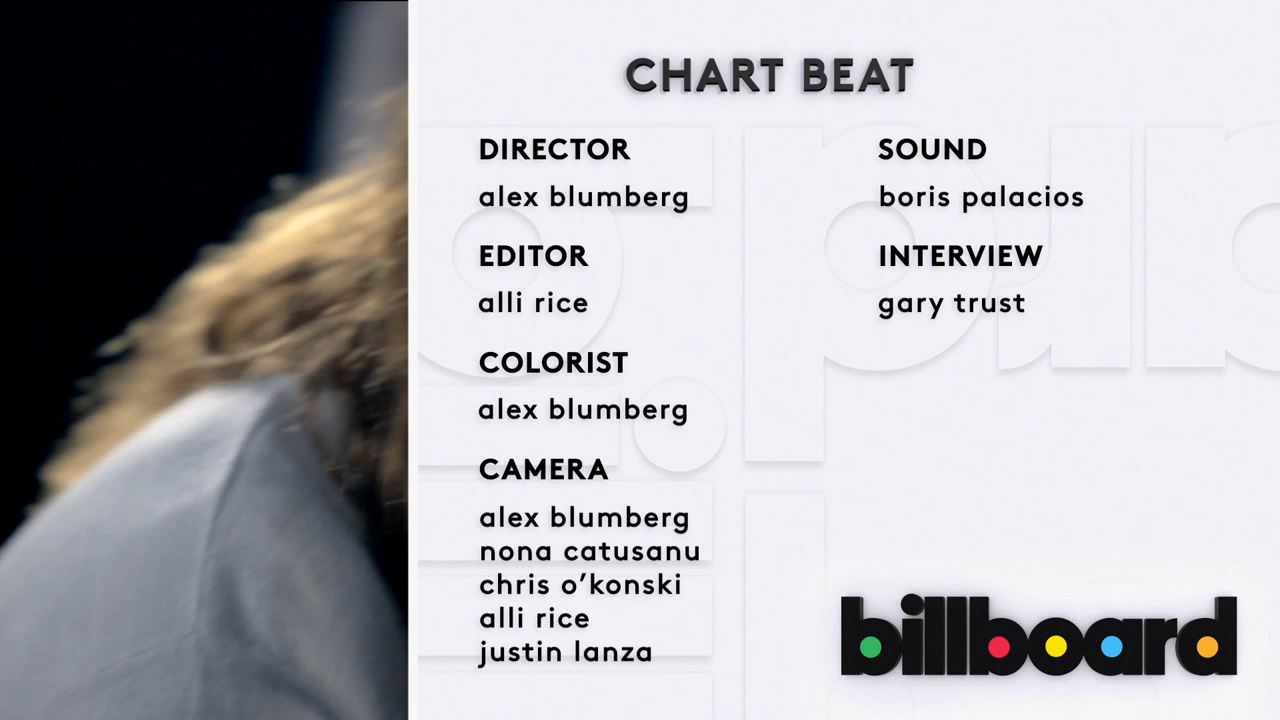 CHART BEAT
DIRECTOR
alex blumberg
EDITOR
alli rice
COLORIST
alex blumberg
CAMERA
alex blumberg
nona catusanu
chris o’konski
alli rice
justin lanza
SOUND
boris palacios
INTERVIEW
gary trust
billboard